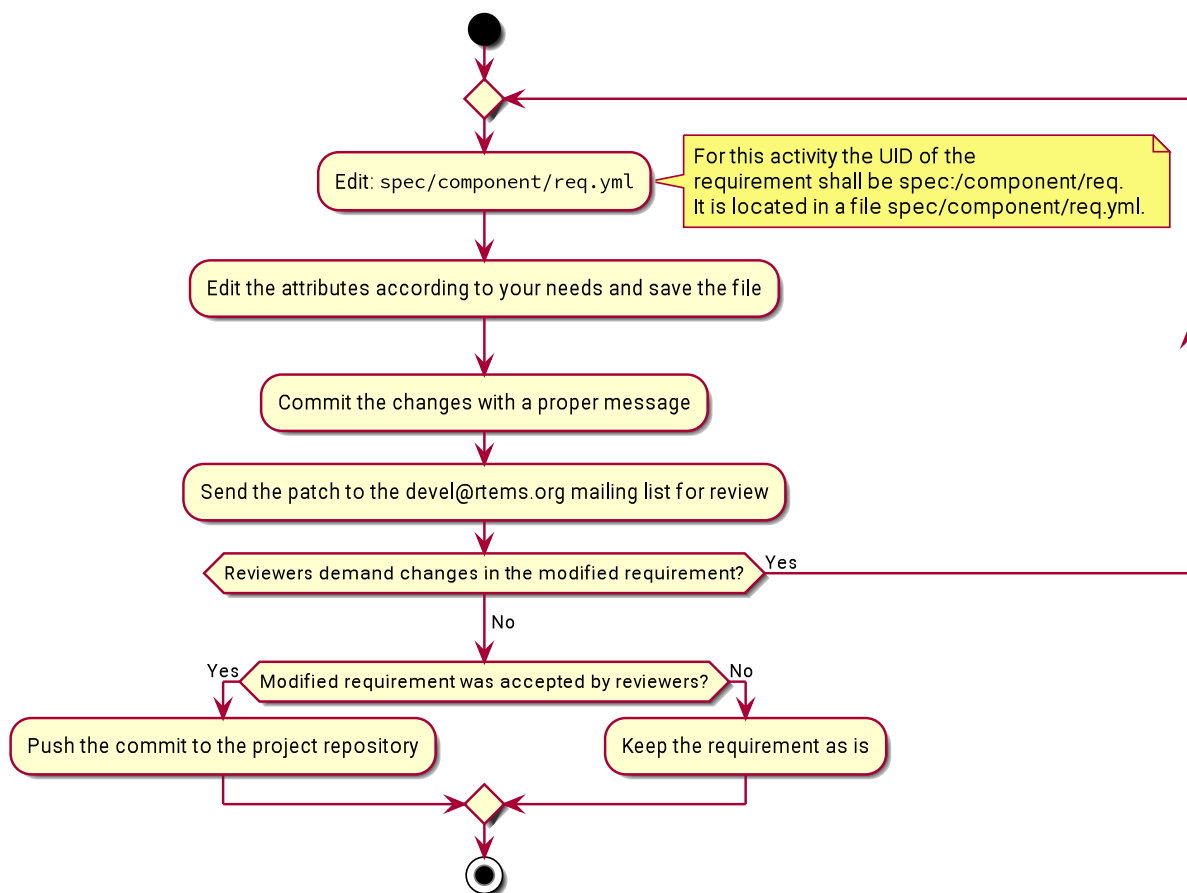 Edit: spec/component/req.yml
For this activity the UID of the
requirement shall be spec:/component/req.
It is located in a file spec/component/req.yml.
Edit the attributes according to your needs and save the file
Commit the changes with a proper message
Send the patch to the devel@rtems.org mailing list for review
Reviewers demand changes in the modified requirement?
Yes
No
Yes
Modified requirement was accepted by reviewers?
No
Push the commit to the project repository
Keep the requirement as is